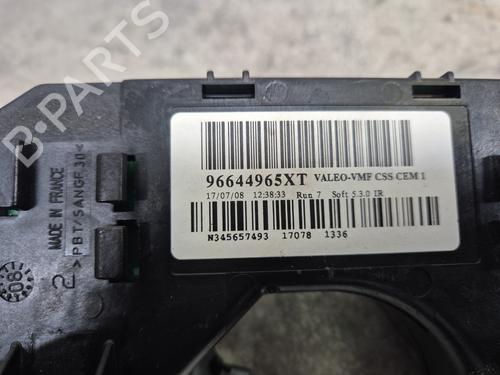 B-PARTS
96644965XT VALEO-VMF CSS CEM 1
17/07/08 12:38:33 Run 7 Soft 5.3.0 IR
N345657493 17078 1336
MADE IN FRANCE
2 >PBT/SANGF.30<